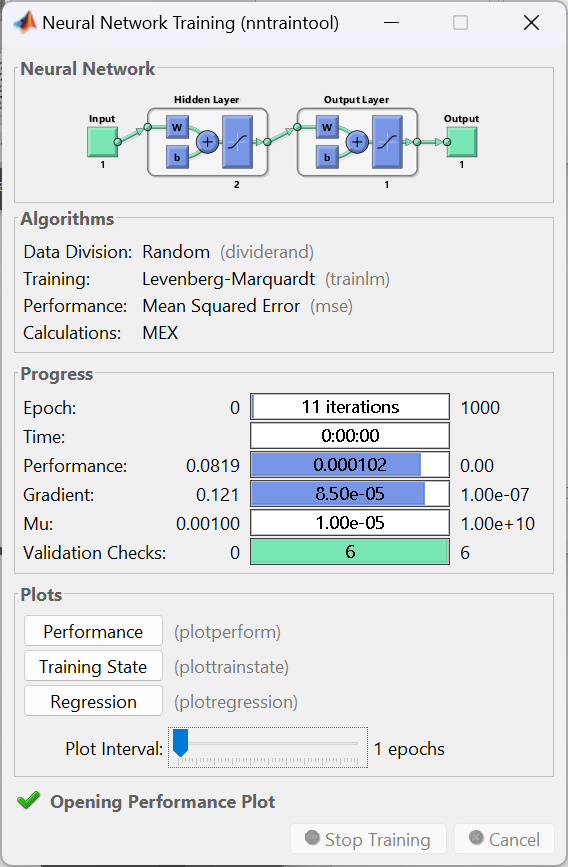 Neural Network Training (nntraintool)
Neural Network
Hidden Layer
Output Layer
Input
Output
W
b
+
W
b
+
1
2
1
1
Algorithms
Data Division: Random (dividerand)
Training: Levenberg-Marquardt (trainlm)
Performance: Mean Squared Error (mse)
Calculations: MEX
Progress
Epoch: 0 11 iterations 1000
Time: 0:00:00
Performance: 0.0819 0.000102 0.00
Gradient: 0.121 8.50e-05 1.00e-07
Mu: 0.00100 1.00e-05 1.00e+10
Validation Checks: 0 6 6
Plots
Performance (plotperform)
Training State (plottrainstate)
Regression (plotregression)
Plot Interval: 1 epochs
Opening Performance Plot
Stop Training Cancel